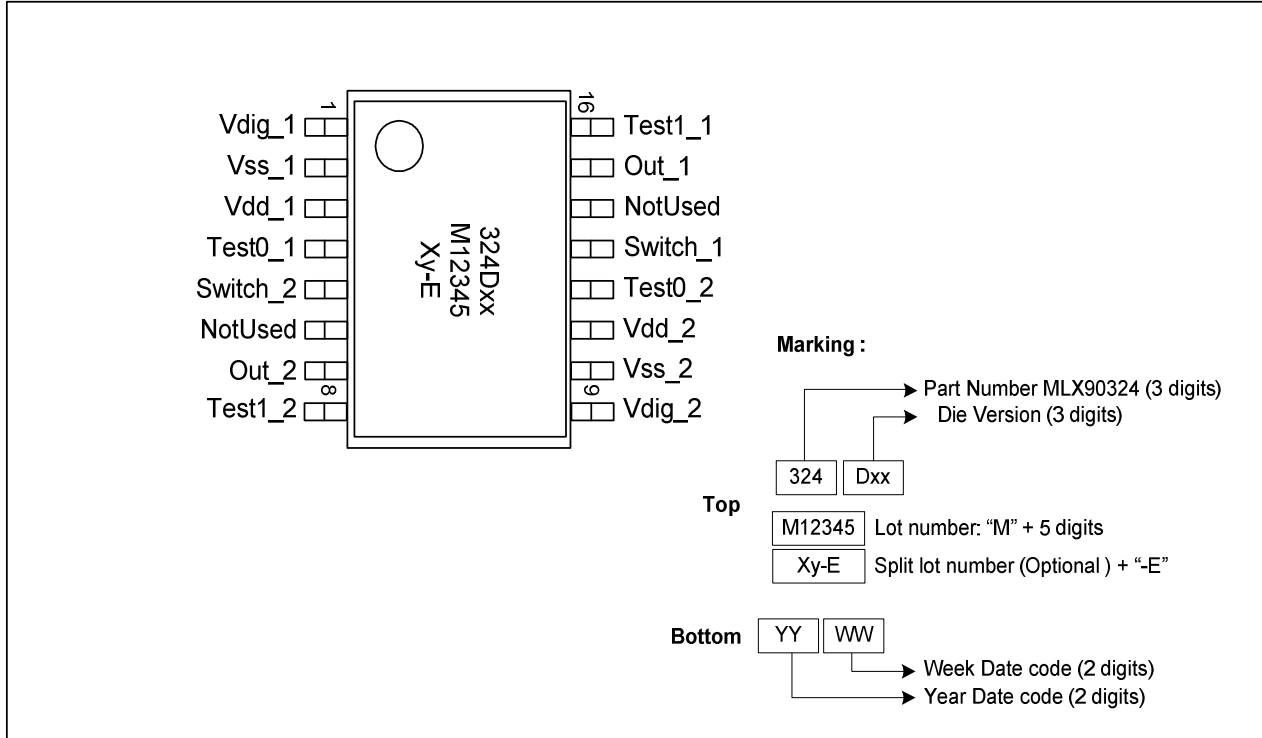 1
Vdig_1
Vss_1
Vdd_1
Test0_1
Switch_2
NotUsed
Out_2
8
Test1_2
324Dxx
M12345
Xy-E
16
Test1_1
Out_1
NotUsed
Switch_1
Test0_2
Vdd_2
Vss_2
9
Vdig_2
Marking :
Part Number MLX90324 (3 digits)
Die Version (3 digits)
324 Dxx
Top
M12345 Lot number: “M” + 5 digits
Xy-E Split lot number (Optional ) + “-E”
Bottom YY WW
Week Date code (2 digits)
Year Date code (2 digits)